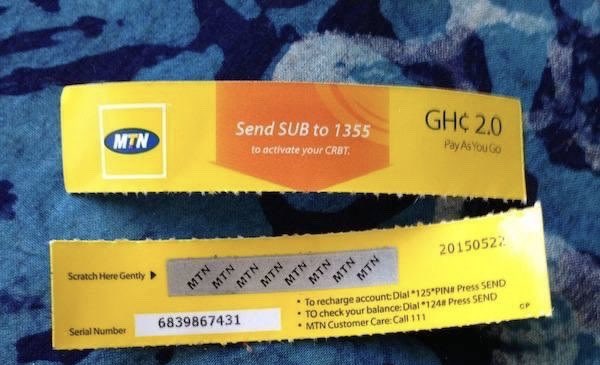 MTN
Send SUB to 1355
to activate your CRBT.
GH¢ 2.0
Pay As You Go
20150522
Scratch Here Gently
MTN MTN MTN MTN MTN MTN MTN MTN
• To recharge account: Dial *125*PIN# Press SEND
• TO check your balance: Dial *124# Press SEND
• MTN Customer Care: Call 111
Serial Number 6839867431
CP